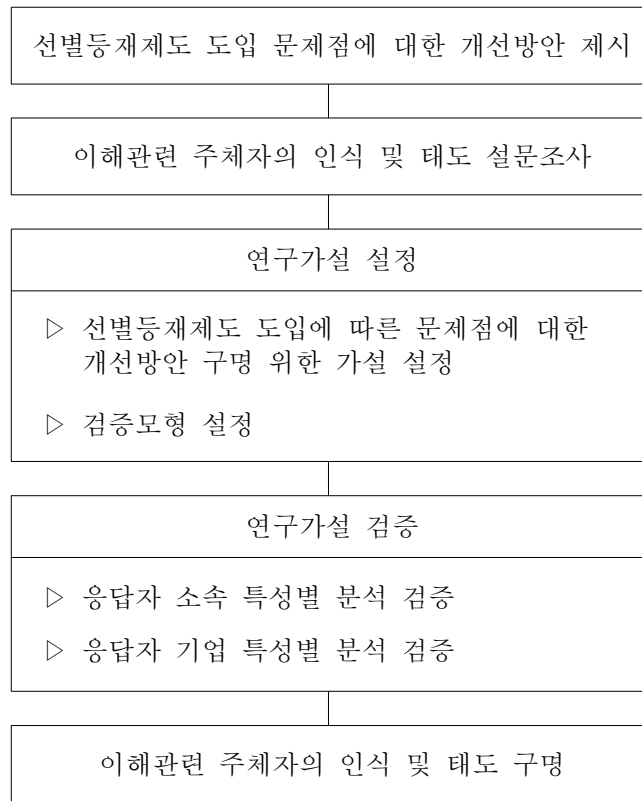 선별등재제도 도입 문제점에 대한 개선방안 제시
이해관련 주체자의 인식 및 태도 설문조사
연구가설 설정
▷ 선별등재제도 도입에 따른 문제점에 대한
개선방안 구명 위한 가설 설정
▷ 검증모형 설정
연구가설 검증
▷ 응답자 소속 특성별 분석 검증
▷ 응답자 기업 특성별 분석 검증
이해관련 주체자의 인식 및 태도 구명